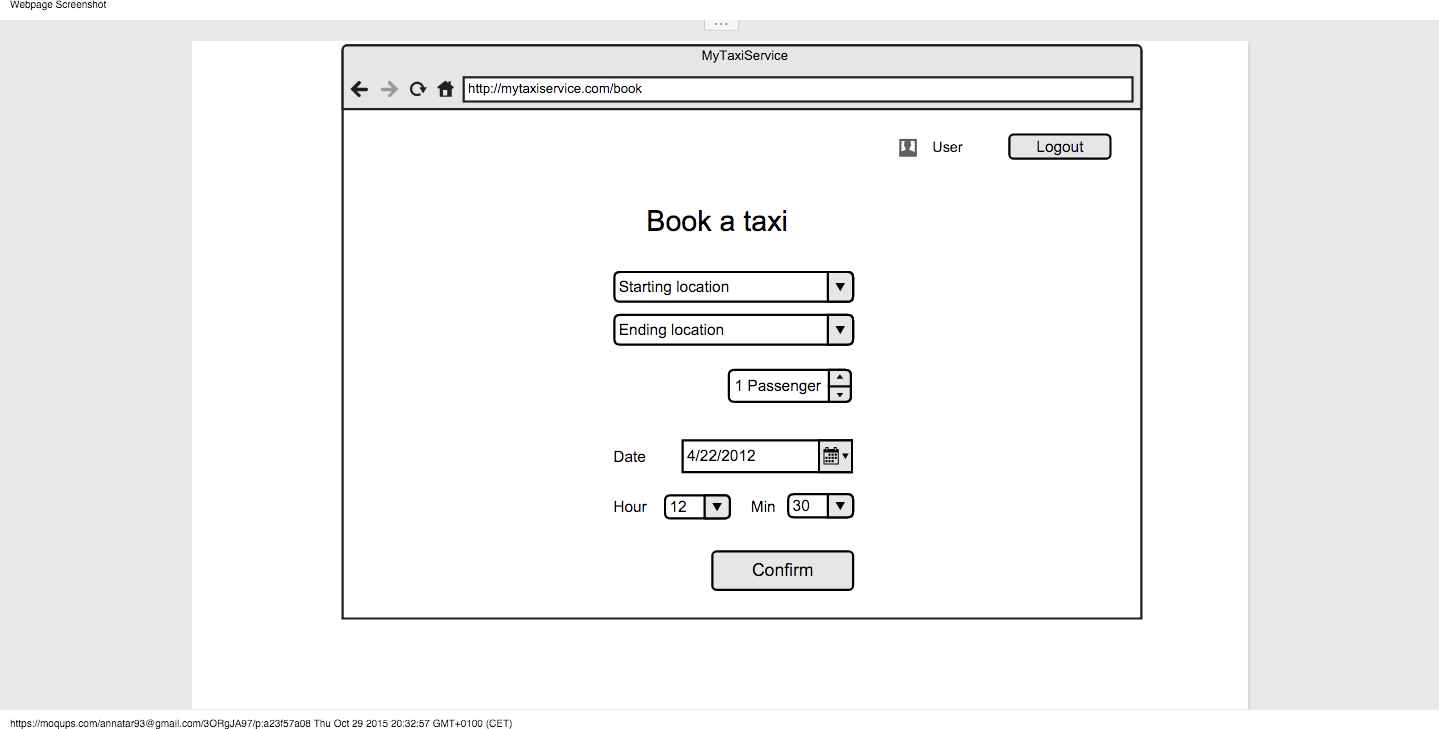 Webpage Screenshot
MyTaxiService
http://mytaxiservice.com/book
User
Logout
Book a taxi
Starting location
Ending location
1 Passenger
Date 4/22/2012
Hour 12 Min 30
Confirm
https://moqups.com/annatar93@gmail.com/3ORgJA97/p:a23f57a08 Thu Oct 29 2015 20:32:57 GMT+0100 (CET)